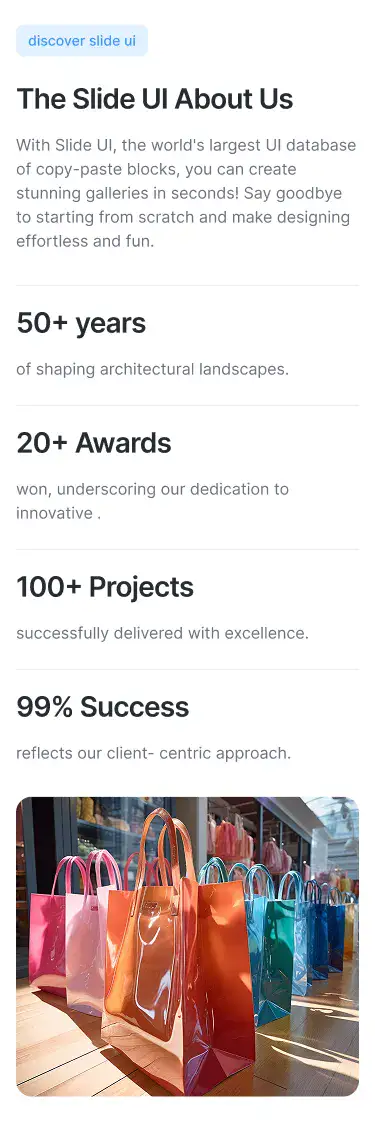 discover slide ui
The Slide UI About Us
With Slide UI, the world's largest UI database
of copy-paste blocks, you can create
stunning galleries in seconds! Say goodbye
to starting from scratch and make designing
effortless and fun.
50+ years
of shaping architectural landscapes.
20+ Awards
won, underscoring our dedication to
innovative .
100+ Projects
successfully delivered with excellence.
99% Success
reflects our client- centric approach.